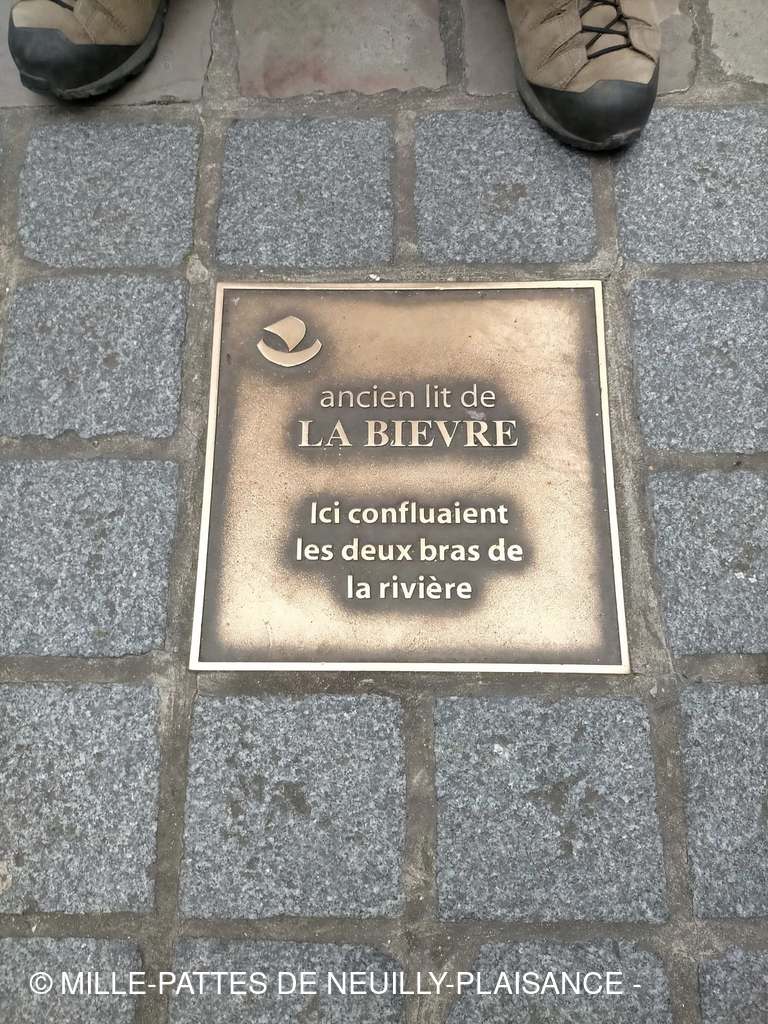 ancien lit de
LA BIEVRE
Ici confluaient
les deux bras de
la rivière
© MILLE-PATTES DE NEUILLY-PLAISANCE -